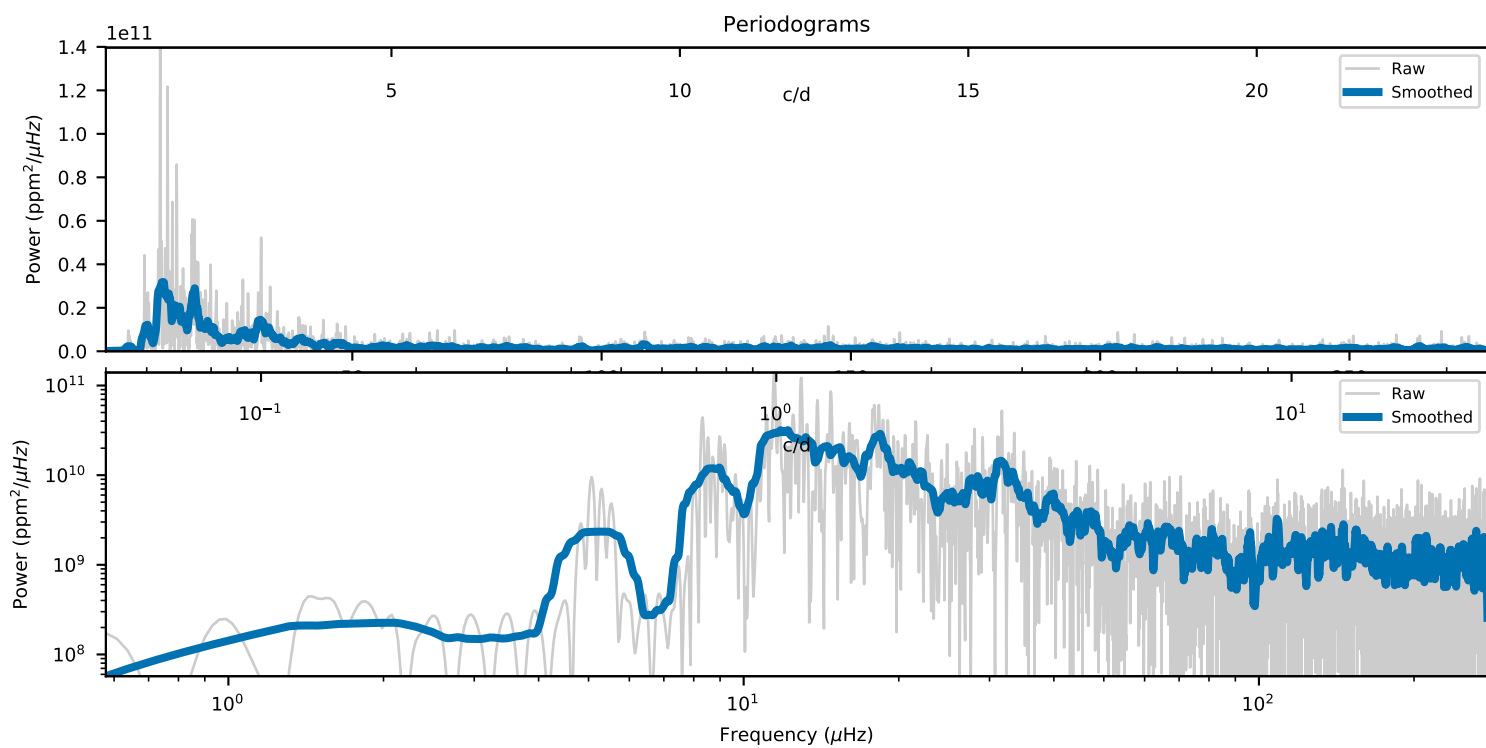 Periodograms
1e11
1.4
1.2
1.0
0.8
0.6
0.4
0.2
0.0
Power (ppm²/μHz)
5 10 15 20
c/d
Raw
Smoothed
10¹¹
10¹⁰
10⁹
10⁸
Power (ppm²/μHz)
10⁻¹ 10⁰ 10¹
c/d
Raw
Smoothed
10⁰ 10¹ 10²
Frequency (μHz)